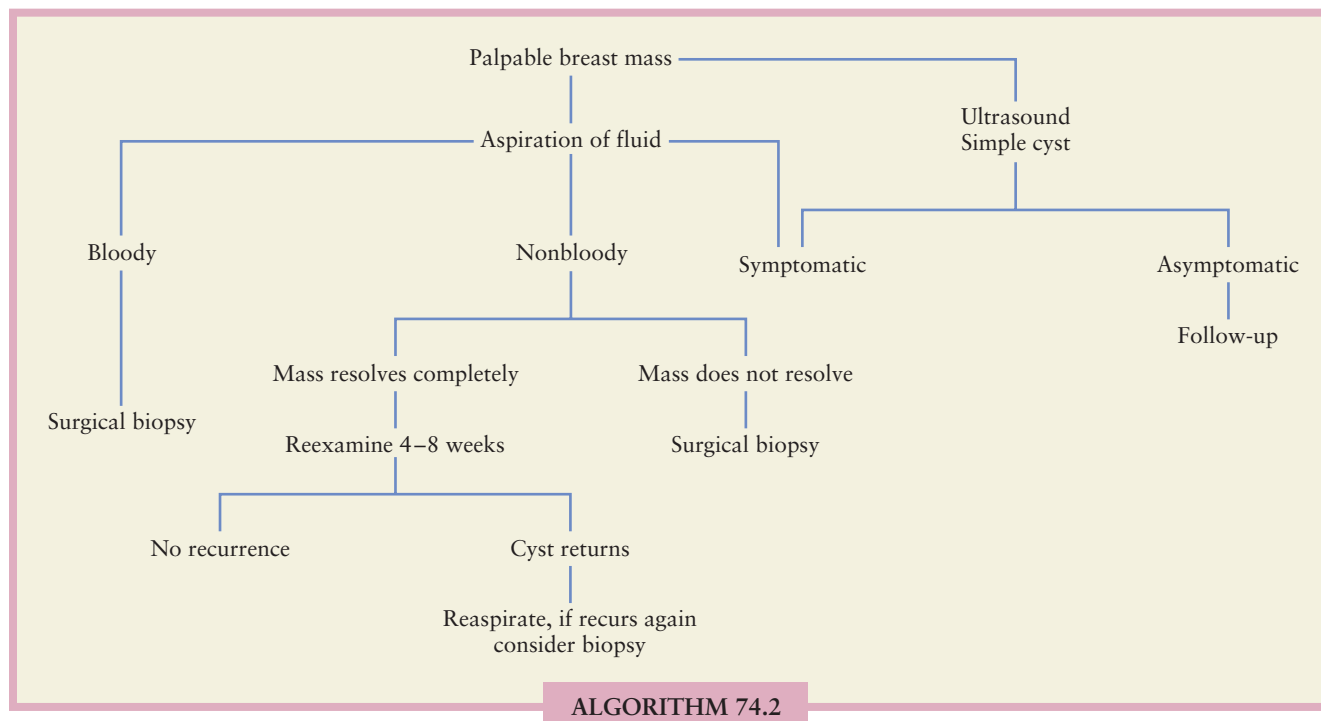 Palpable breast mass
Ultrasound
Simple cyst
Aspiration of fluid
Bloody
Nonbloody
Symptomatic
Asymptomatic
Follow-up
Mass resolves completely
Mass does not resolve
Surgical biopsy
Reexamine 4–8 weeks
Surgical biopsy
No recurrence
Cyst returns
Reaspirate, if recurs again
consider biopsy
ALGORITHM 74.2